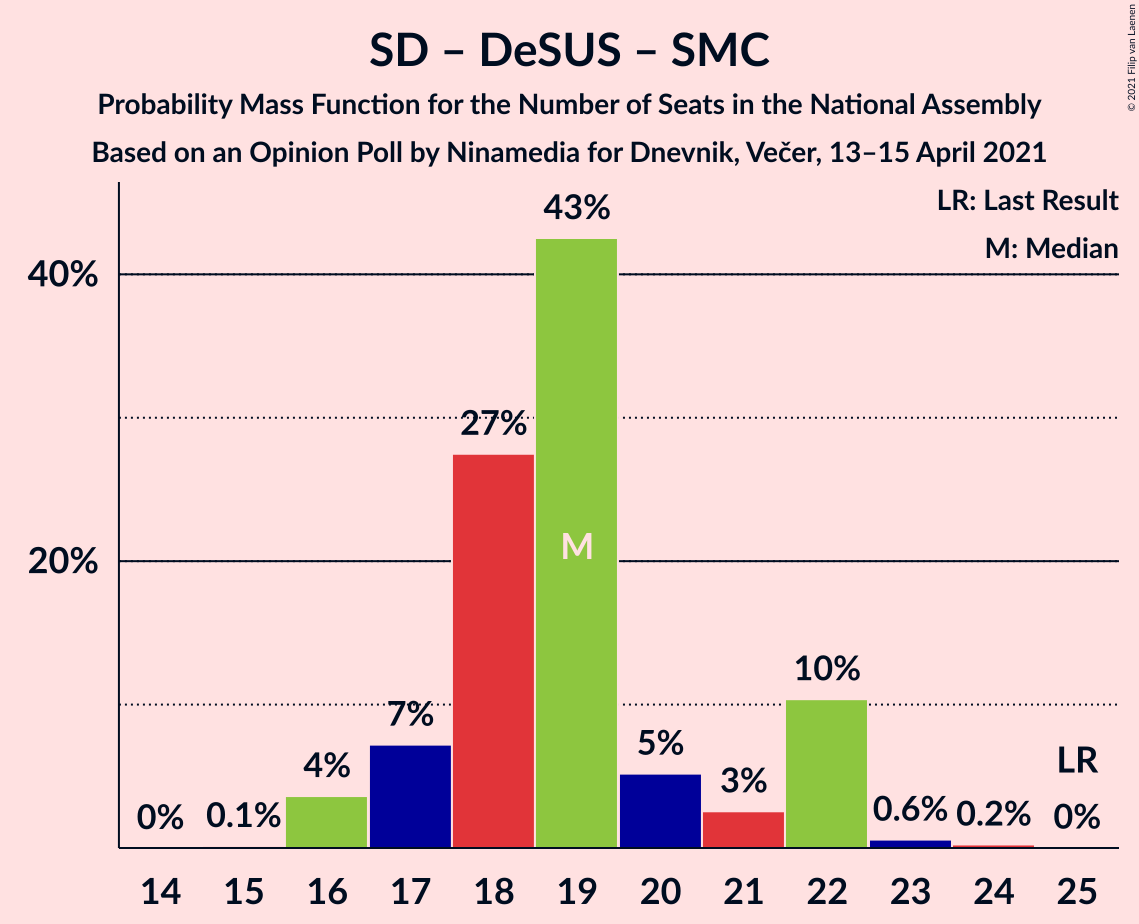 SD – DeSUS – SMC
Probability Mass Function for the Number of Seats in the National Assembly
Based on an Opinion Poll by Ninamedia for Dnevnik, Večer, 13–15 April 2021
© 2021 Filip van Laenen
LR: Last Result
M: Median
40%
20%
0%
0.1%
4%
7%
27%
43%
M
5%
3%
10%
0.6%
0.2%
LR
0%
14 15 16 17 18 19 20 21 22 23 24 25